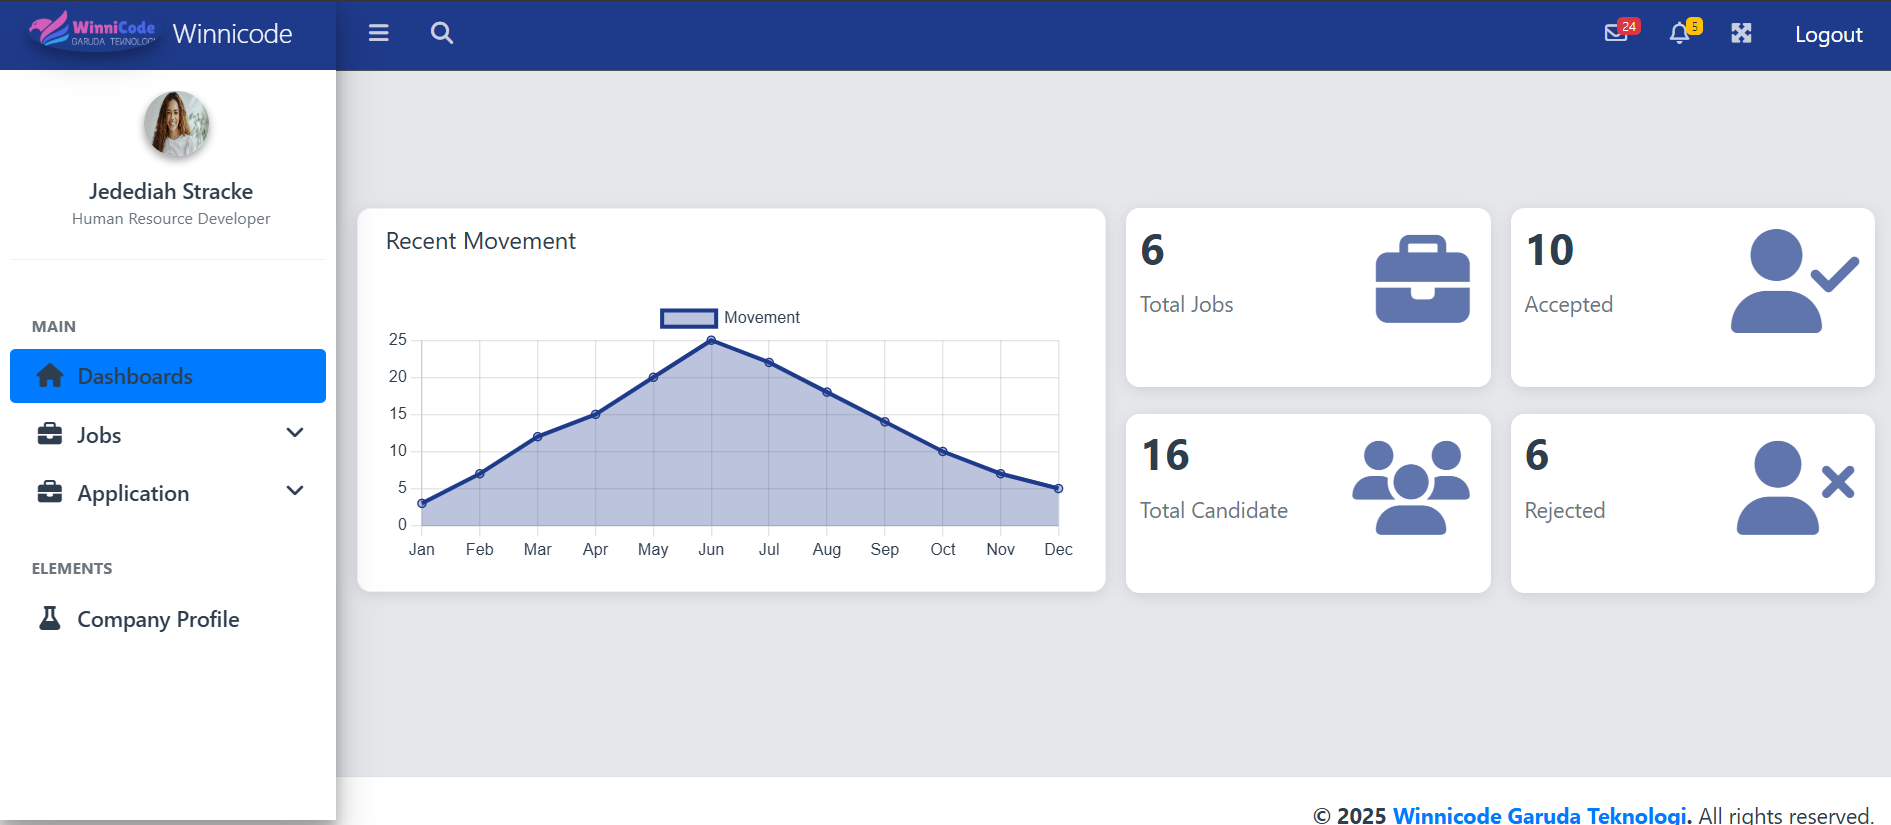 WinniCode
GARUDA TEKNOLOGI
Winnicode
24
5
Logout
Jedediah Stracke
Human Resource Developer
MAIN
Dashboards
Jobs
Application
ELEMENTS
Company Profile
Recent Movement
Movement
25
20
15
10
5
0
Jan Feb Mar Apr May Jun Jul Aug Sep Oct Nov Dec
6
Total Jobs
10
Accepted
16
Total Candidate
6
Rejected
© 2025 Winnicode Garuda Teknologi. All rights reserved.